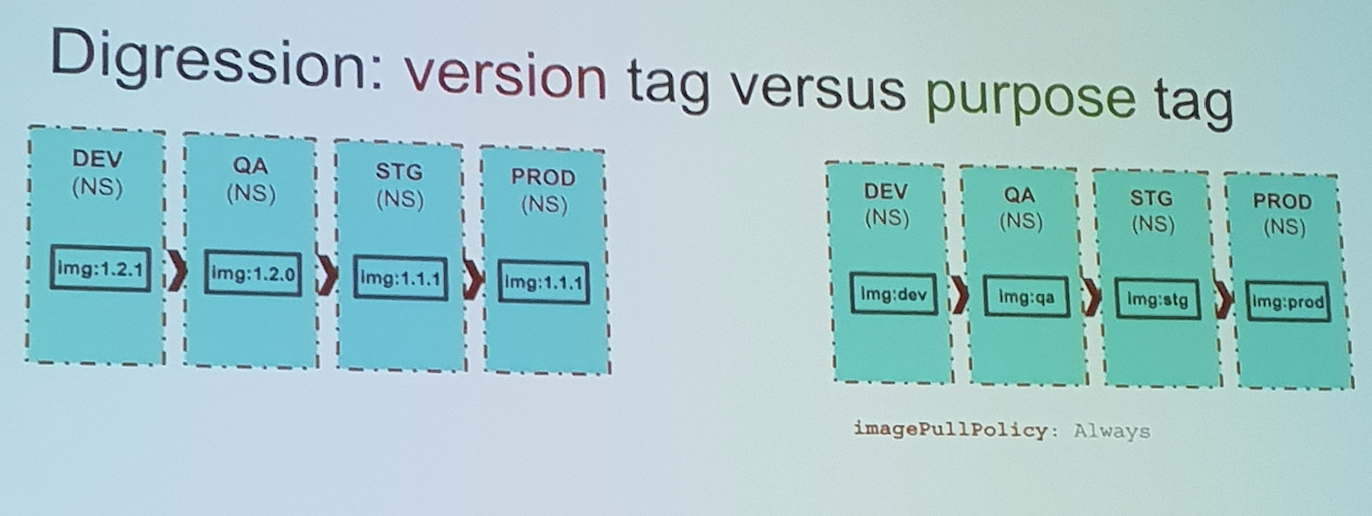 Digression: version tag versus purpose tag
DEV
(NS)
img:1.2.1
QA
(NS)
img:1.2.0
STG
(NS)
img:1.1.1
PROD
(NS)
img:1.1.1
DEV
(NS)
img:dev
QA
(NS)
img:qa
STG
(NS)
img:stg
PROD
(NS)
img:prod
imagePullPolicy: Always